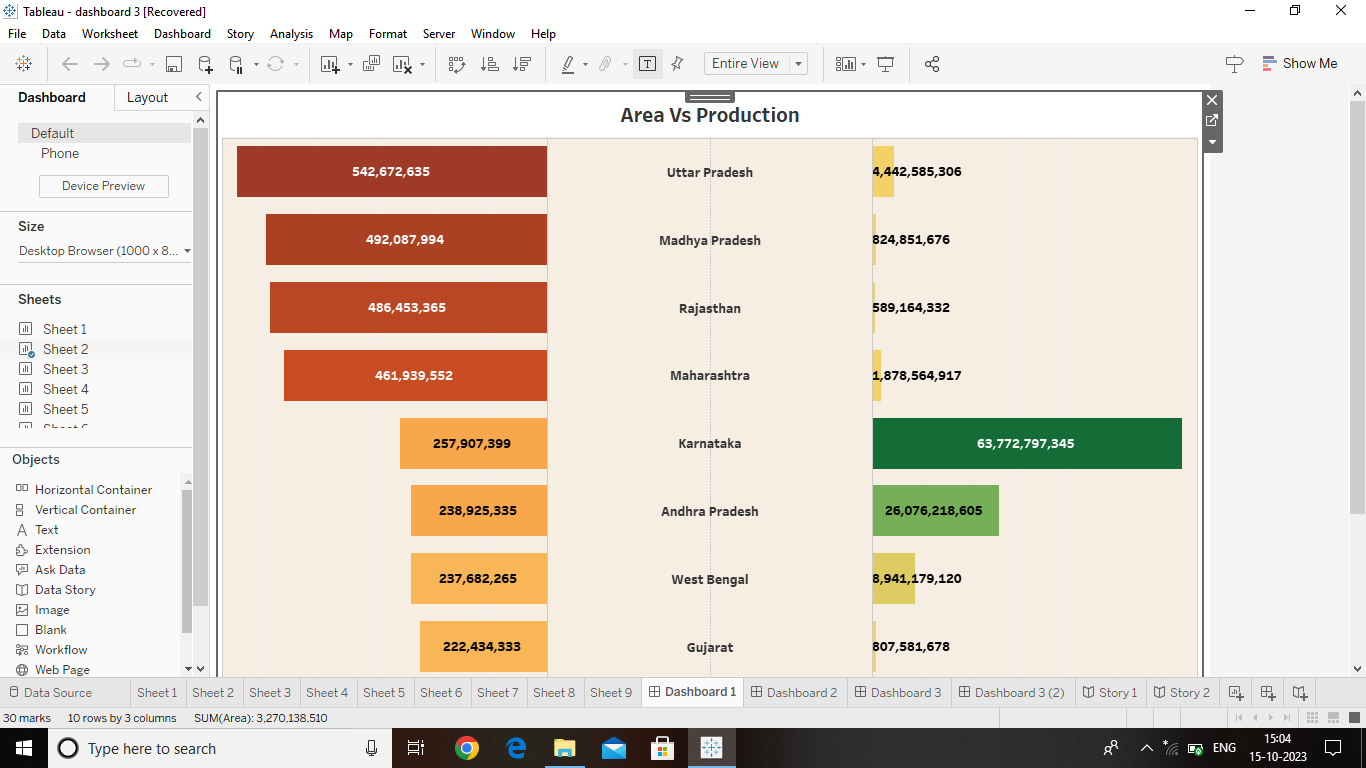 Tableau - dashboard 3 [Recovered]
File Data Worksheet Dashboard Story Analysis Map Format Server Window Help
Entire View
Show Me
Dashboard Layout
Default
Phone
Device Preview
Size
Desktop Browser (1000 x 8...
Sheets
Sheet 1
Sheet 2
Sheet 3
Sheet 4
Sheet 5
Objects
Horizontal Container
Vertical Container
Text
Extension
Ask Data
Data Story
Image
Blank
Workflow
Web Page
Area Vs Production
542,672,635 Uttar Pradesh 4,442,585,306
492,087,994 Madhya Pradesh 824,851,676
486,453,365 Rajasthan 589,164,332
461,939,552 Maharashtra 1,878,564,917
257,907,399 Karnataka 63,772,797,345
238,925,335 Andhra Pradesh 26,076,218,605
237,682,265 West Bengal 8,941,179,120
222,434,333 Gujarat 807,581,678
Data Source Sheet 1 Sheet 2 Sheet 3 Sheet 4 Sheet 5 Sheet 6 Sheet 7 Sheet 8 Sheet 9 Dashboard 1 Dashboard 2 Dashboard 3 Dashboard 3 (2) Story 1 Story 2
30 marks 10 rows by 3 columns SUM(Area): 3,270,138,510
Type here to search
ENG
15:04
15-10-2023